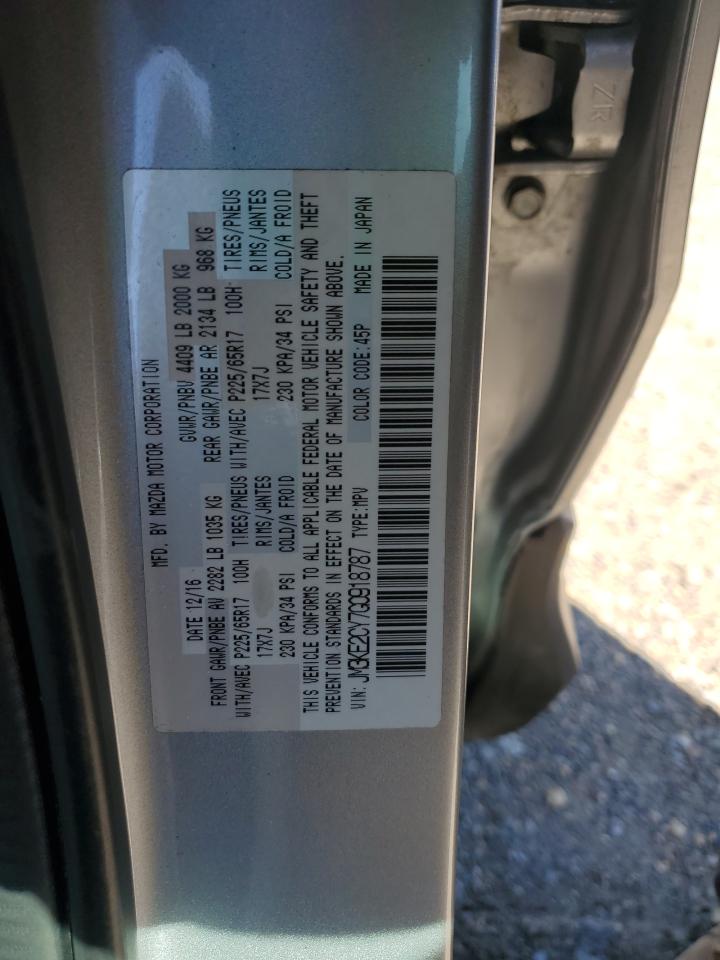 MFD. BY MAZDA MOTOR CORPORATION
DATE 12/16 GVWR/PNBV 4409 LB 2000 KG
FRONT GAWR/PNBE AV 2282 LB 1035 KG REAR GAWR/PNBE AR 2134 LB 968 KG
WITH/AVEC P225/65R17 100H TIRES/PNEUS WITH/AVEC P225/65R17 100H TIRES/PNEUS
17X7J RIMS/JANTES 17X7J RIMS/JANTES
230 KPA/34 PSI COLD/A FROID 230 KPA/34 PSI COLD/A FROID
THIS VEHICLE CONFORMS TO ALL APPLICABLE FEDERAL MOTOR VEHICLE SAFETY AND THEFT
PREVENTION STANDARDS IN EFFECT ON THE DATE OF MANUFACTURE SHOWN ABOVE.
VIN: JM3KE2CY7G0918787 TYPE:MPV COLOR CODE:45P MADE IN JAPAN
ZR